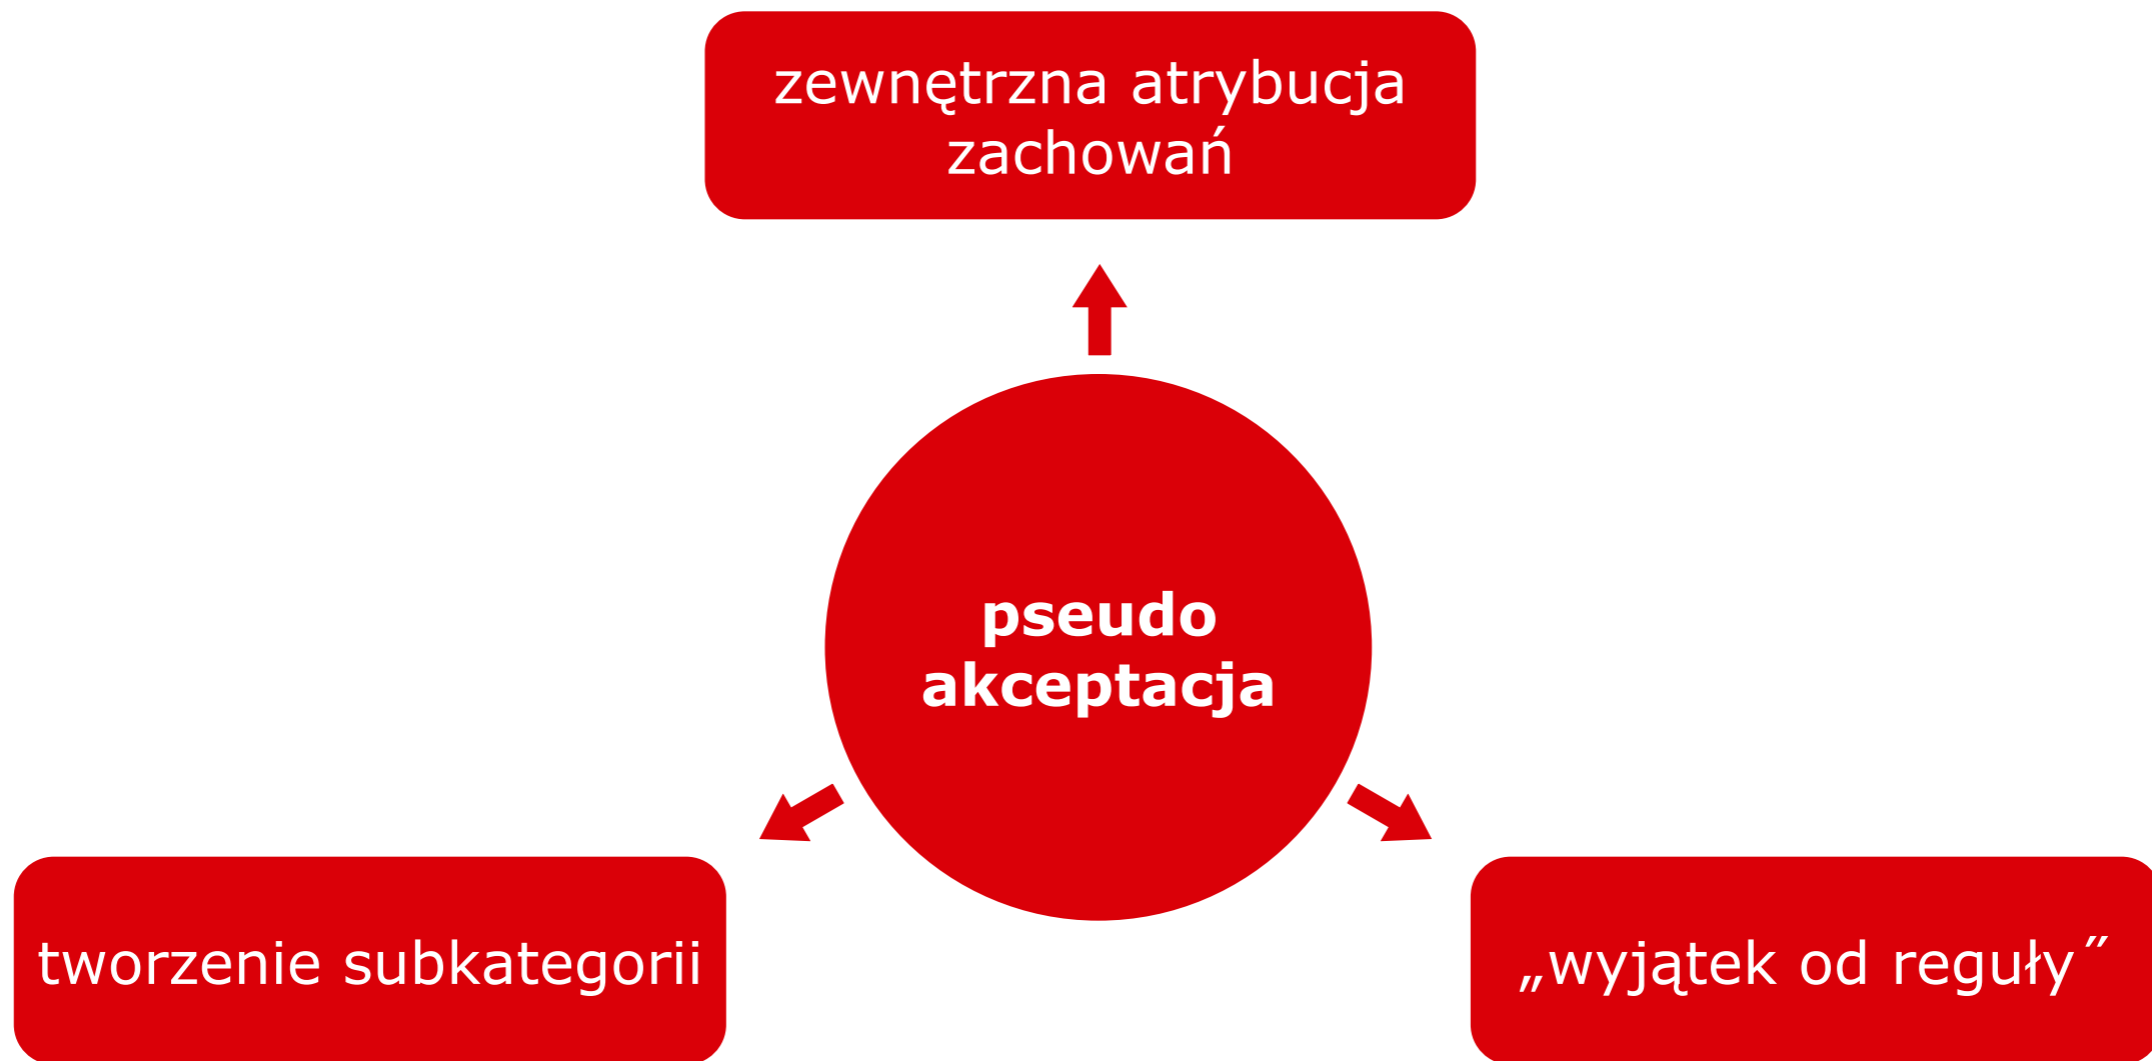 zewnętrzna atrybucja
zachowań
pseudo
akceptacja
tworzenie subkategorii
„wyjątek od reguły˝